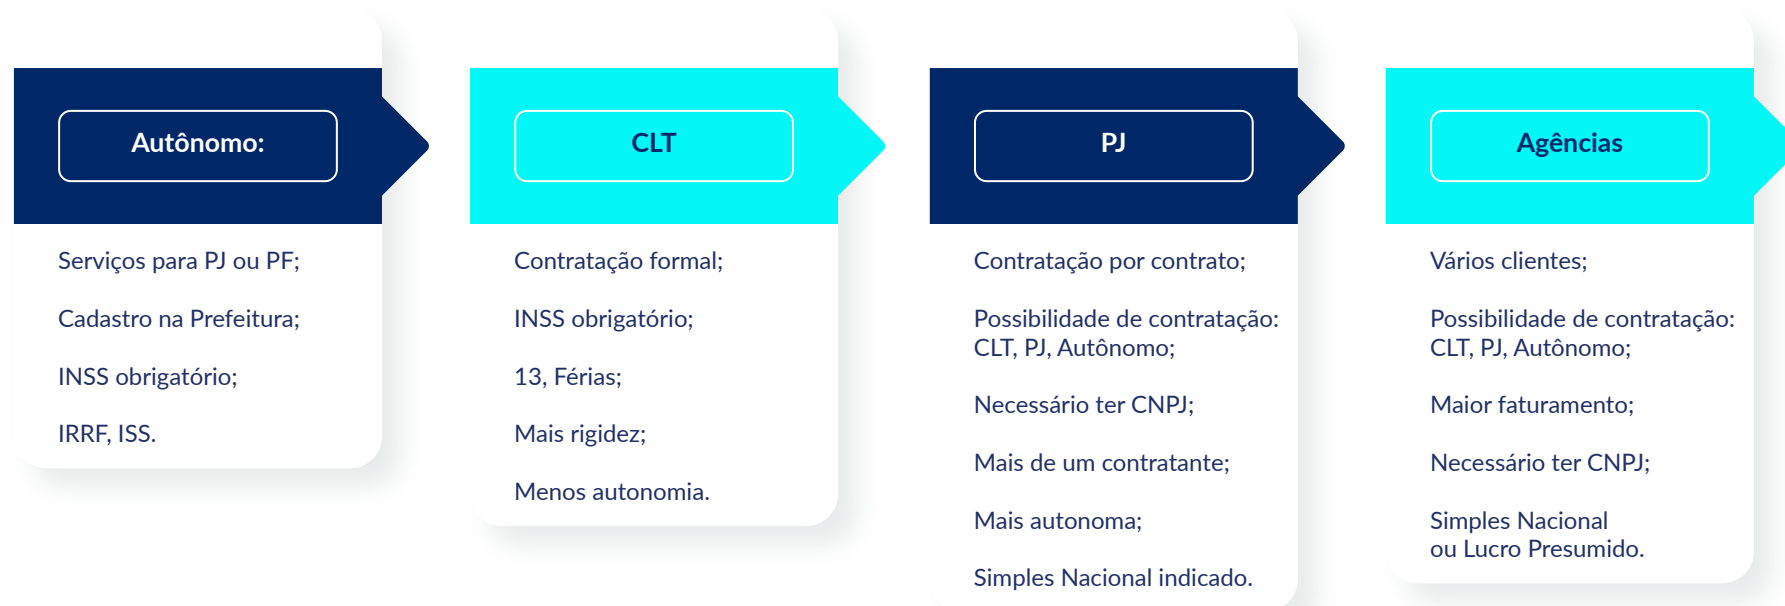 Autônomo:
Serviços para PJ ou PF;
Cadastro na Prefeitura;
INSS obrigatório;
IRRF, ISS.
CLT
Contratação formal;
INSS obrigatório;
13, Férias;
Mais rigidez;
Menos autonomia.
PJ
Contratação por contrato;
Possibilidade de contratação:
CLT, PJ, Autônomo;
Necessário ter CNPJ;
Mais de um contratante;
Mais autonoma;
Simples Nacional indicado.
Agências
Vários clientes;
Possibilidade de contratação:
CLT, PJ, Autônomo;
Maior faturamento;
Necessário ter CNPJ;
Simples Nacional
ou Lucro Presumido.